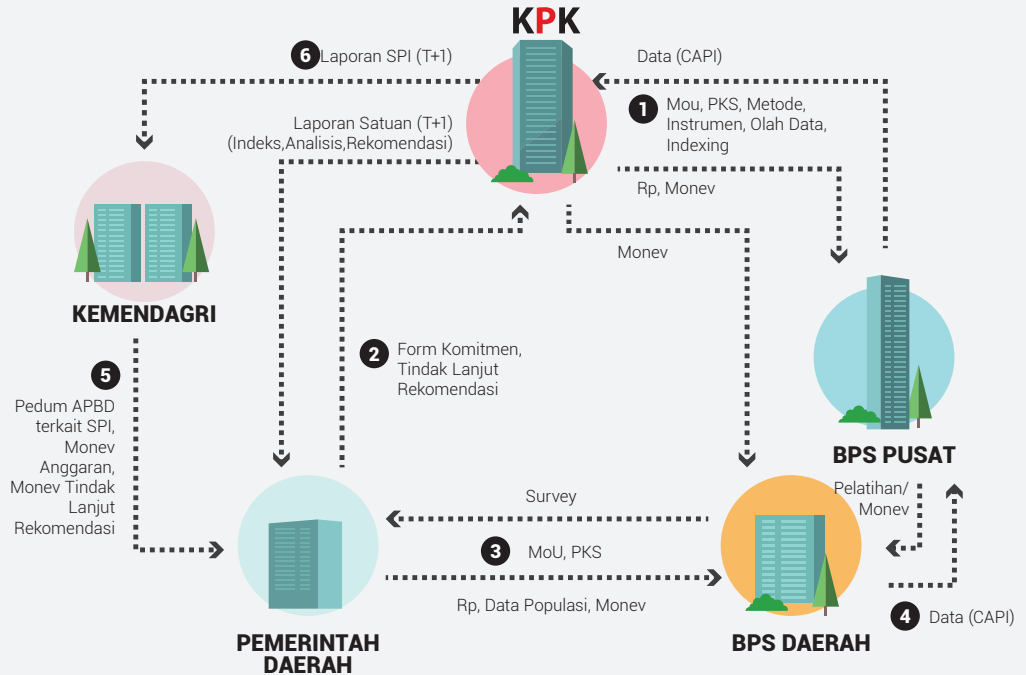 KPK
6 Laporan SPI (T+1)
Data (CAPI)
1 Mou, PKS, Metode,
Instrumen, Olah Data,
Indexing
Laporan Satuan (T+1)
(Indeks,Analisis,Rekomendasi)
Rp, Monev
Monev
KEMENDAGRI
2 Form Komitmen,
Tindak Lanjut
Rekomendasi
5
Pedum APBD
terkait SPI,
Monev
Anggaran,
Monev Tindak
Lanjut
Rekomendasi
BPS PUSAT
Pelatihan/
Monev
Survey
3 MoU, PKS
Rp, Data Populasi, Monev
4 Data (CAPI)
PEMERINTAH
DAERAH
BPS DAERAH